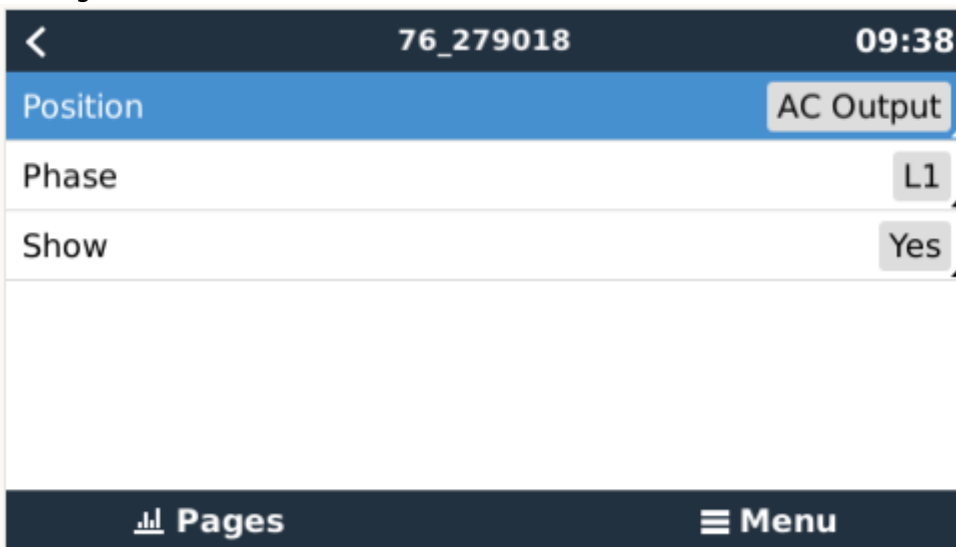 76_279018 09:38
Position AC Output
Phase L1
Show Yes
Pages Menu